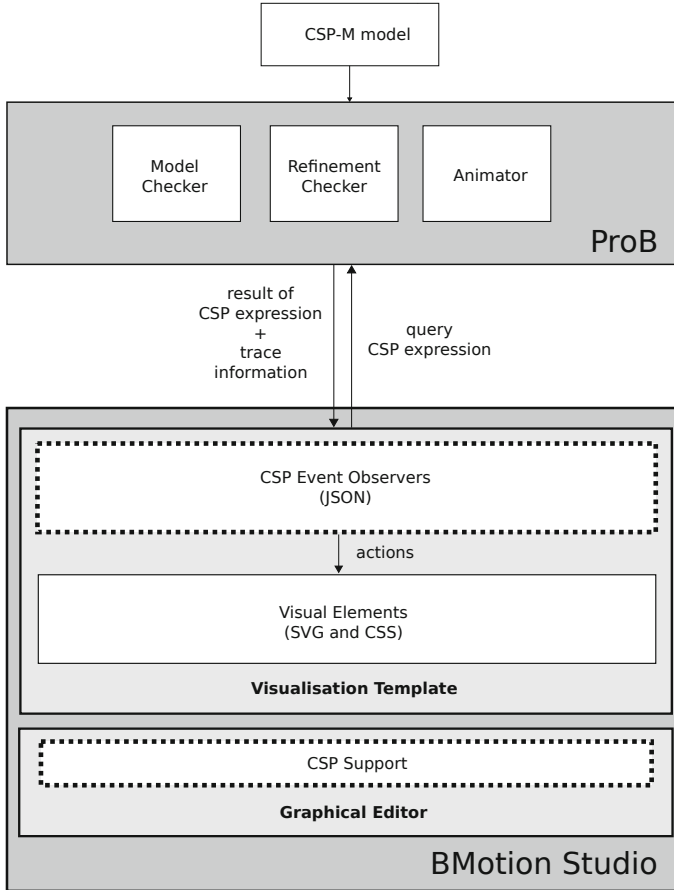 CSP-M model
Model
Checker
Refinement
Checker
Animator
ProB
result of
CSP expression
+
trace
information
query
CSP expression
CSP Event Observers
(JSON)
actions
Visual Elements
(SVG and CSS)
Visualisation Template
CSP Support
Graphical Editor
BMotion Studio